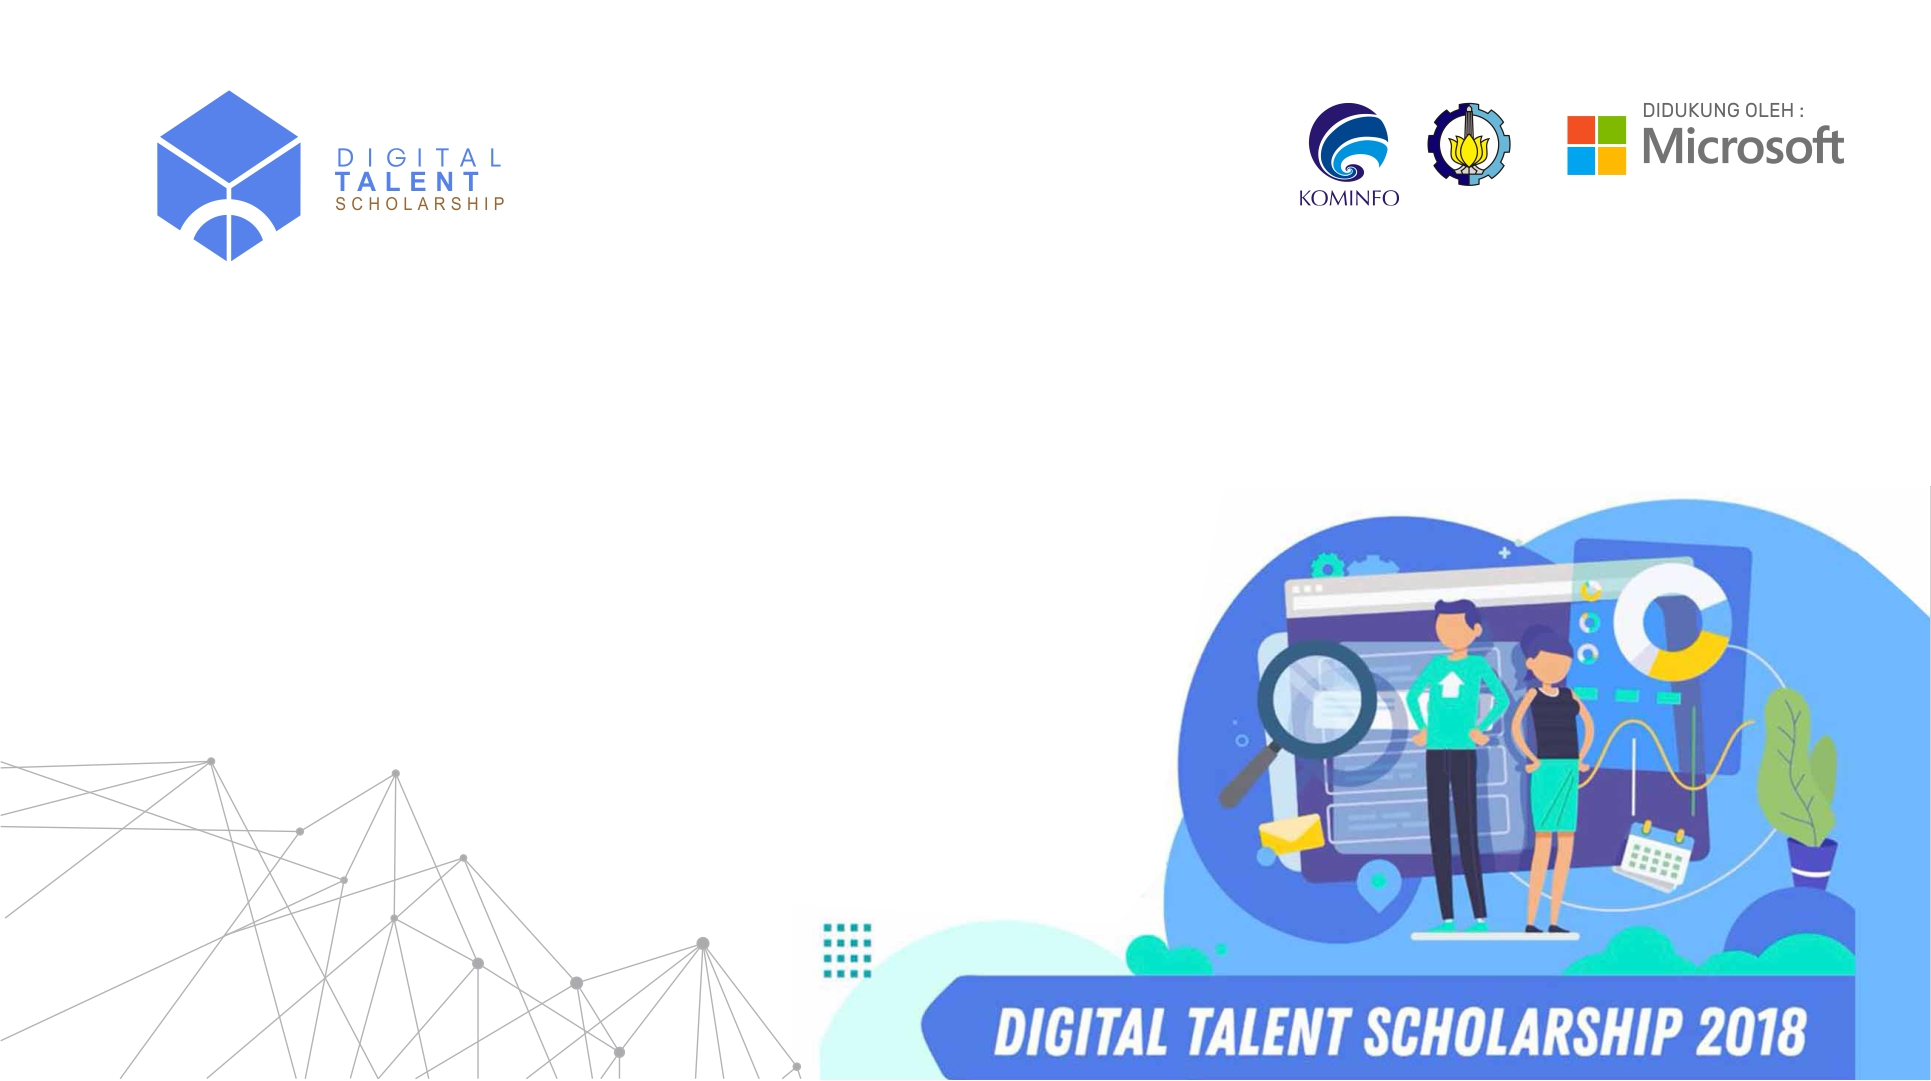 DIGITAL
TALENT
SCHOLARSHIP
KOMINFO
DIDUKUNG OLEH :
Microsoft
DIGITAL TALENT SCHOLARSHIP 2018